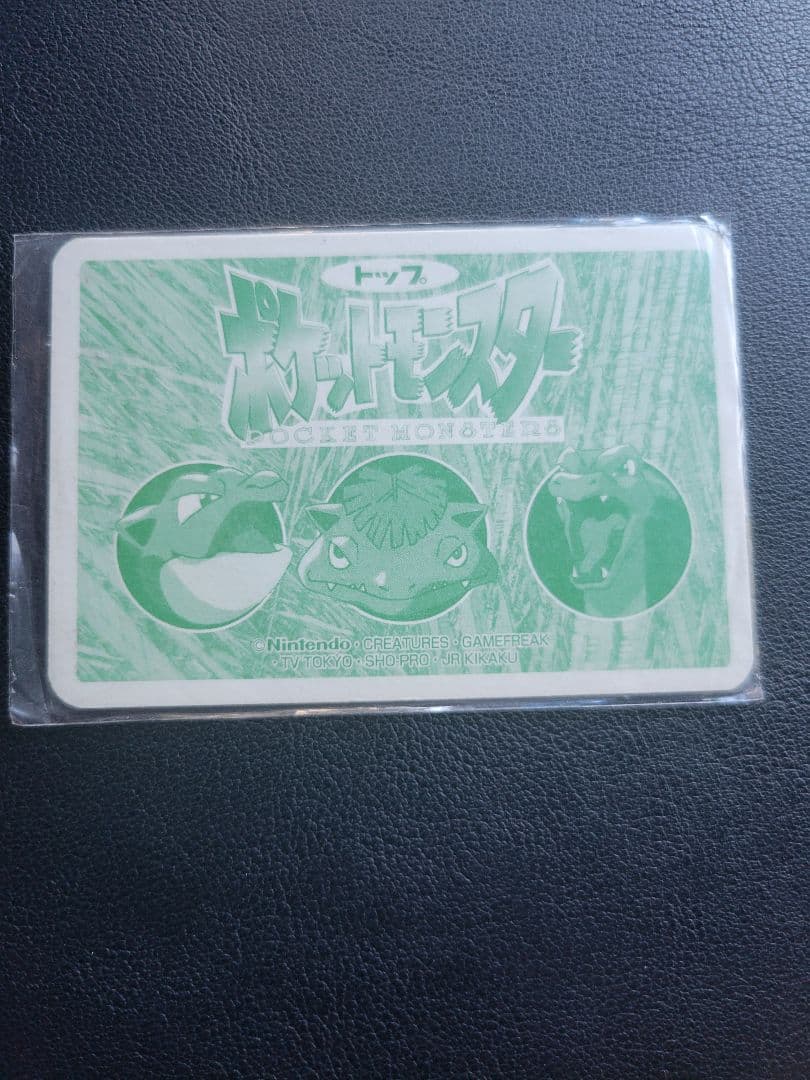 トップ
ポケットモンスター
POCKET MONSTERS
©Nintendo・CREATURES・GAMEFREAK
・TV TOKYO・SHO-PRO・JR KIKAKU